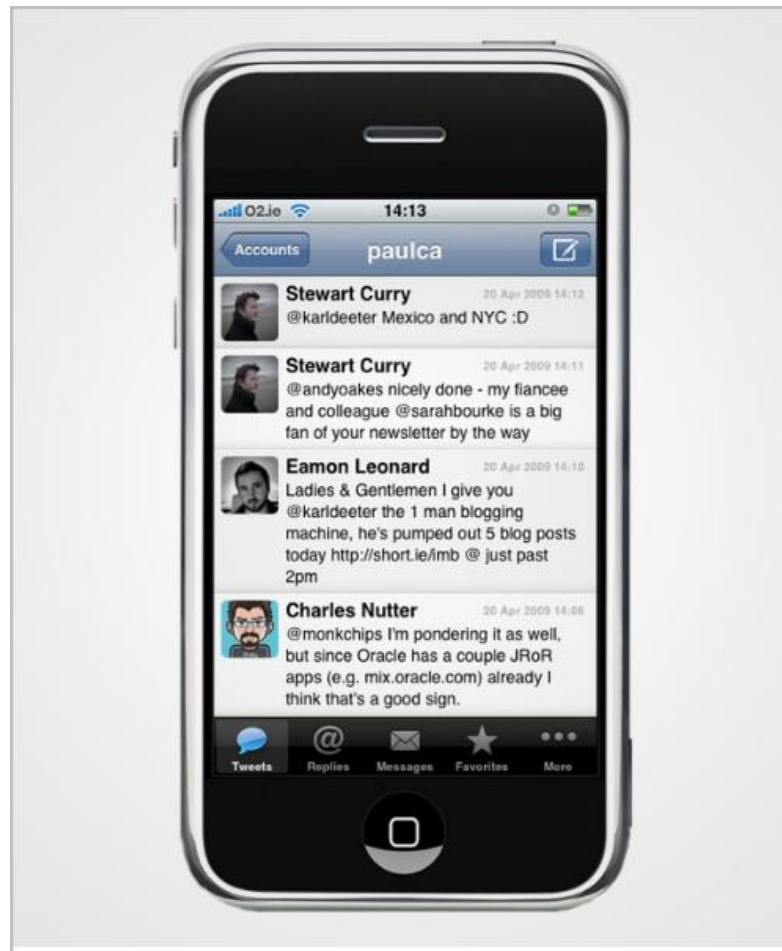 O2.ie 14:13
Accounts paulca
Stewart Curry 20 Apr 2009 14:13
@karldeeter Mexico and NYC :D
Stewart Curry 20 Apr 2009 14:11
@andyoakes nicely done - my fiancee
and colleague @sarahbourke is a big
fan of your newsletter by the way
Eamon Leonard 20 Apr 2009 14:10
Ladies & Gentlemen I give you
@karldeeter the 1 man blogging
machine, he's pumped out 5 blog posts
today http://short.ie/imb @ just past
2pm
Charles Nutter 20 Apr 2009 14:06
@monkchips I'm pondering it as well,
but since Oracle has a couple JRoR
apps (e.g. mix.oracle.com) already I
think that's a good sign.
Tweets Replies Messages Favorites More